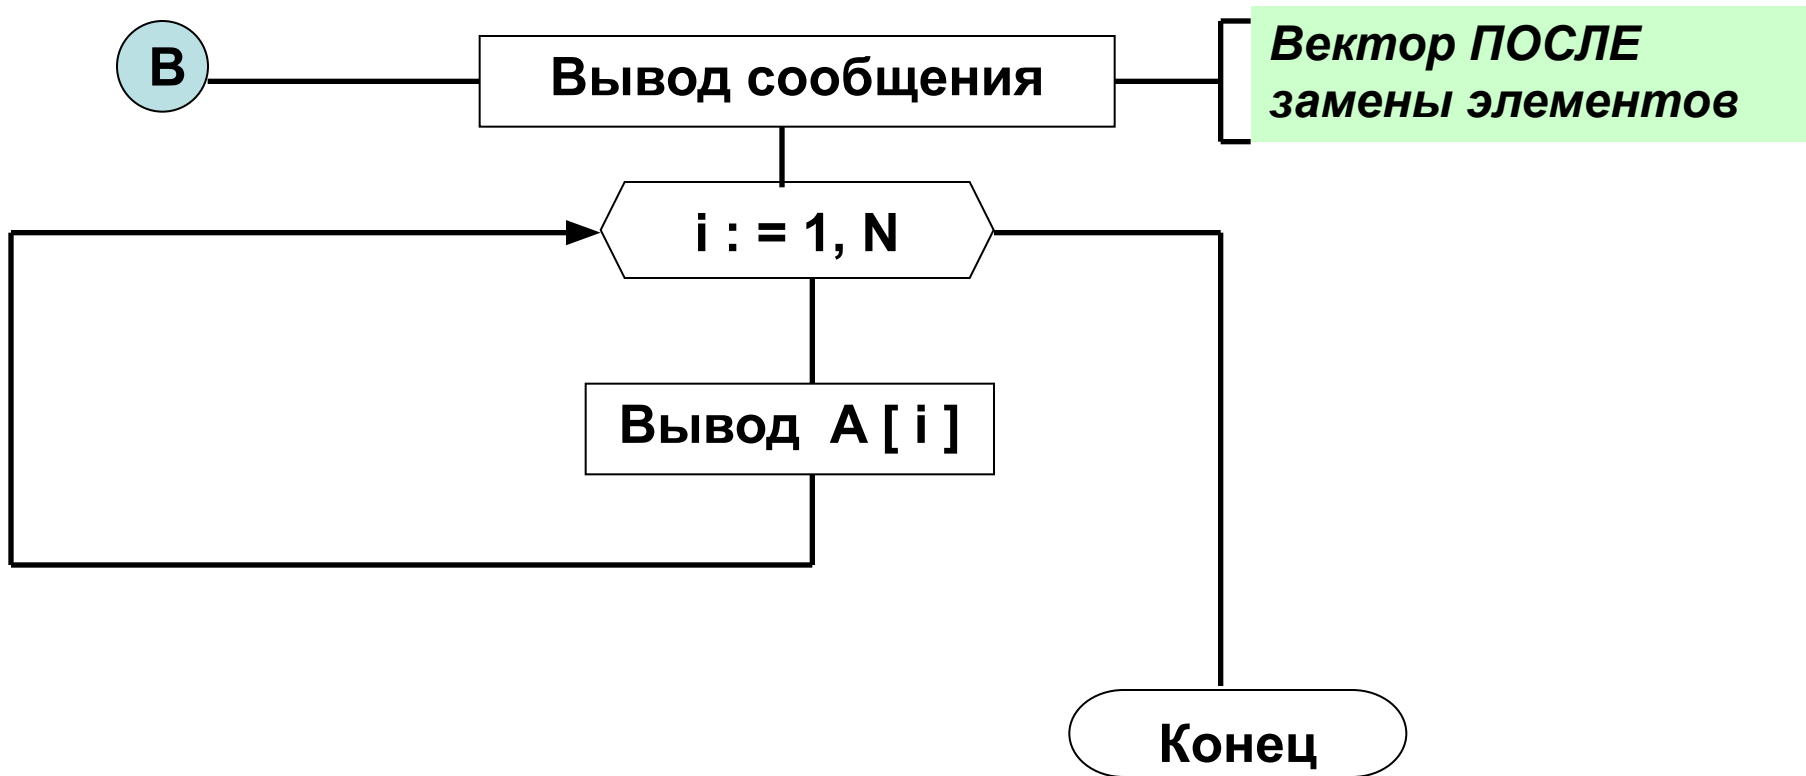 В
Вывод сообщения
Вектор ПОСЛЕ
замены элементов
i : = 1, N
Вывод A [ i ]
Конец